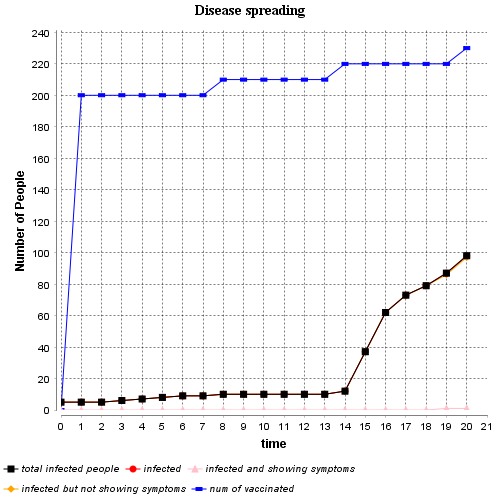 Disease spreading
Number of People
240
220
200
180
160
140
120
100
80
60
40
20
0
0 1 2 3 4 5 6 7 8 9 10 11 12 13 14 15 16 17 18 19 20 21
time
total infected people infected infected and showing symptoms
infected but not showing symptoms num of vaccinated